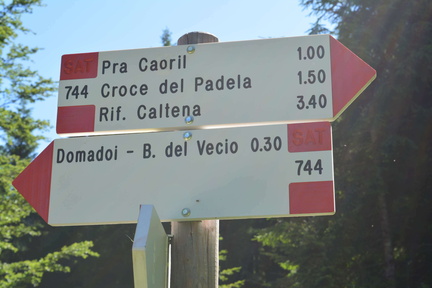 SAT Pra Caoril 1.00
744 Croce del Padela 1.50
Rif. Caltena 3.40
Domadoi - B. del Vecio 0.30 SAT
744